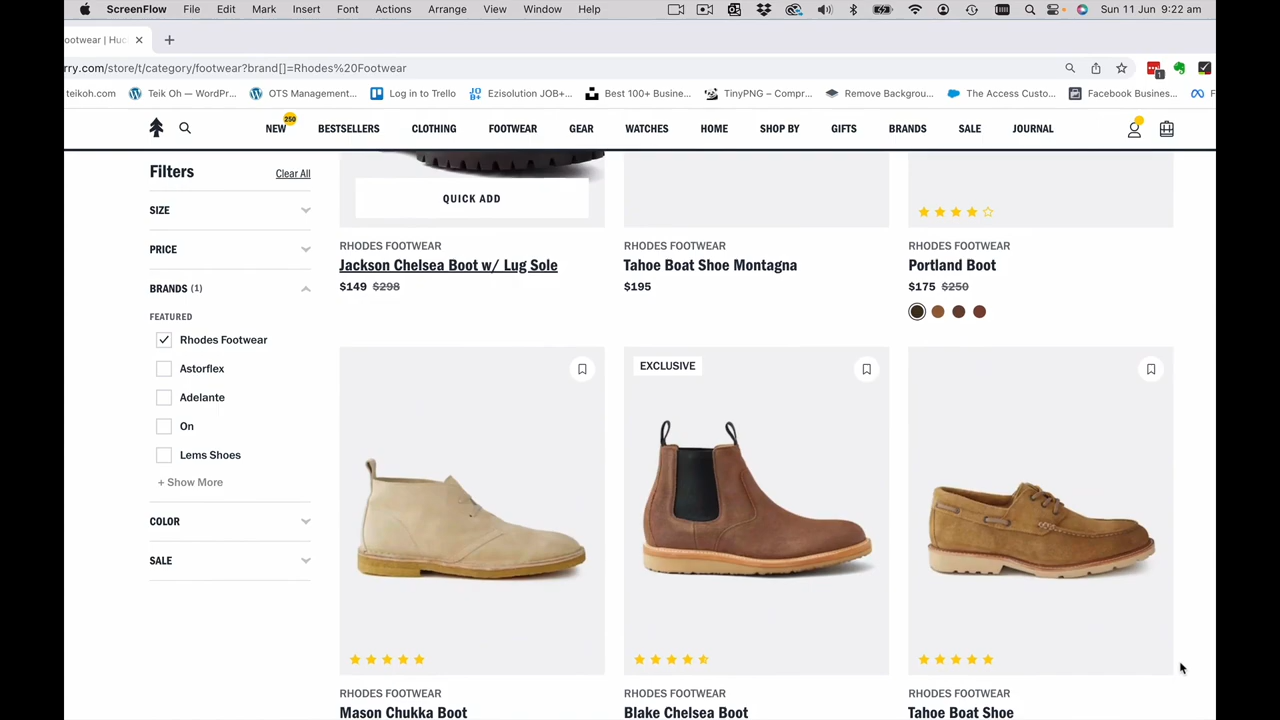 ScreenFlow File Edit Mark Insert Font Actions Arrange View Window Help Sun 11 Jun 9:22 am
ootwear | Huc
rry.com/store/t/category/footwear?brand[]=Rhodes%20Footwear
teikoh.com Teik Oh — WordPr... OTS Management... Log in to Trello Ezisolution JOB+... Best 100+ Busine... TinyPNG – Compr... Remove Backgrou... The Access Custo... Facebook Business... F
NEW 250 BESTSELLERS CLOTHING FOOTWEAR GEAR WATCHES HOME SHOP BY GIFTS BRANDS SALE JOURNAL
Filters Clear All
SIZE
PRICE
BRANDS (1)
FEATURED
Rhodes Footwear
Astorflex
Adelante
On
Lems Shoes
+ Show More
COLOR
SALE
QUICK ADD
RHODES FOOTWEAR
Jackson Chelsea Boot w/ Lug Sole
$149 $298
RHODES FOOTWEAR
Tahoe Boat Shoe Montagna
$195
RHODES FOOTWEAR
Portland Boot
$175 $250
RHODES FOOTWEAR
Mason Chukka Boot
EXCLUSIVE
RHODES FOOTWEAR
Blake Chelsea Boot
RHODES FOOTWEAR
Tahoe Boat Shoe